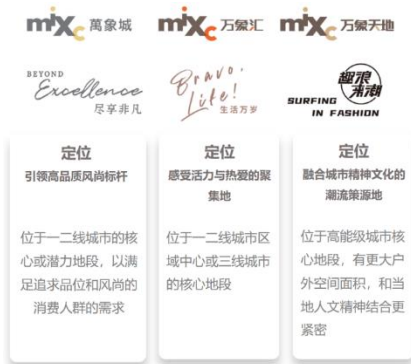 mixc 萬象城
mixc 万象汇
mixc 万象天地
BEYOND
Excellence
尽享非凡
Bravo,
Life!
生活万岁
趣浪
来潮
SURFING
IN FASHION
定位
引领高品质风尚标杆
位于一二线城市的核
心或潜力地段，以满
足追求品位和风尚的
消费人群的需求
定位
感受活力与热爱的聚
集地
位于一二线城市区
域中心或三线城市
的核心地段
定位
融合城市精神文化的
潮流策源地
位于高能级城市核
心地段，有更大户
外空间面积，和当
地人文精神结合更
紧密